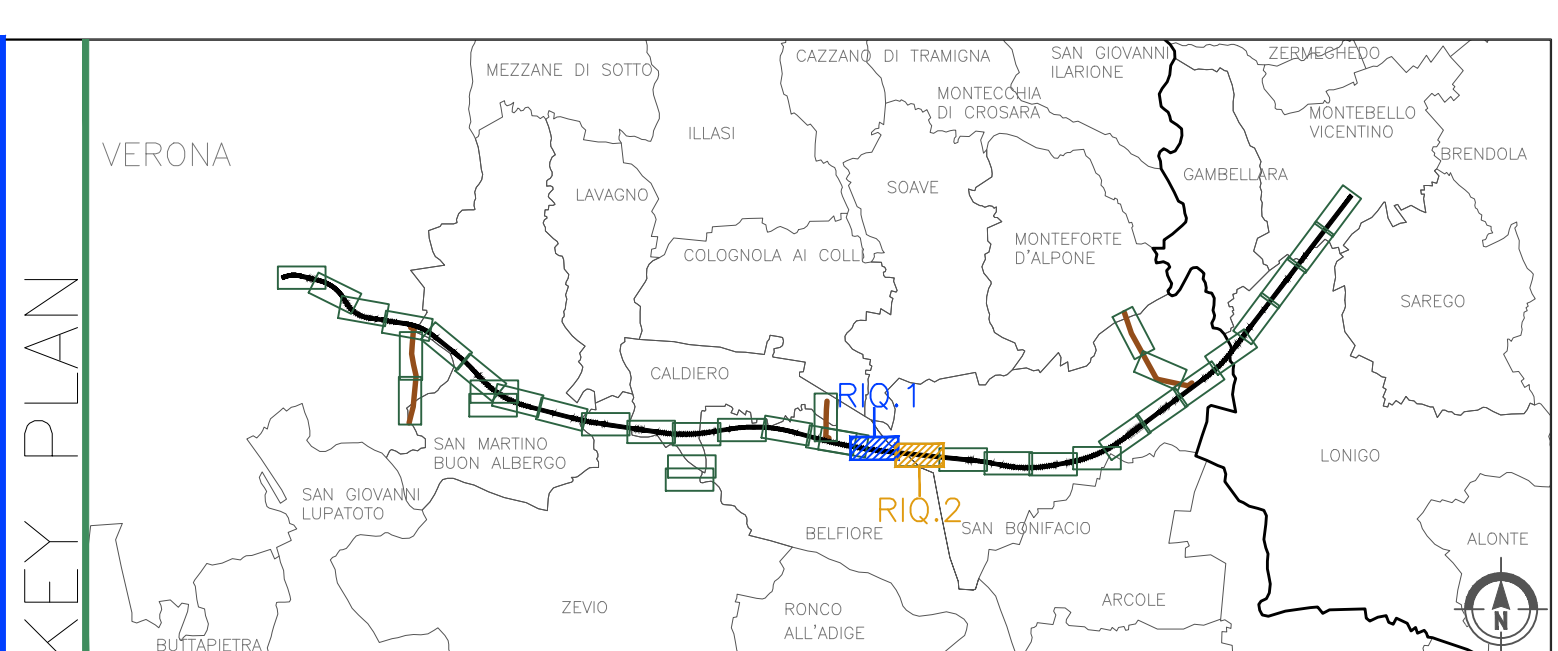 KEY PLAN
VERONA
MEZZANE DI SOTTO
CAZZANO DI TRAMIGNA
SAN GIOVANNI
ILARIONE
ZERMEGHEDO
MONTECCHIA
DI CROSARA
MONTEBELLO
VICENTINO
ILLASI
BRENDOLA
GAMBELLARA
SOAVE
LAVAGNO
MONTEFORTE
D'ALPONE
COLOGNOLA AI COLLI
SAREGO
CALDIERO
RIQ.1
SAN MARTINO
BUON ALBERGO
LONIGO
SAN GIOVANNI
LUPATOTO
RIQ.2
BELFIORE
SAN BONIFACIO
ALONTE
ZEVIO
RONCO
ALL'ADIGE
ARCOLE
N
BUTTAPIETRA